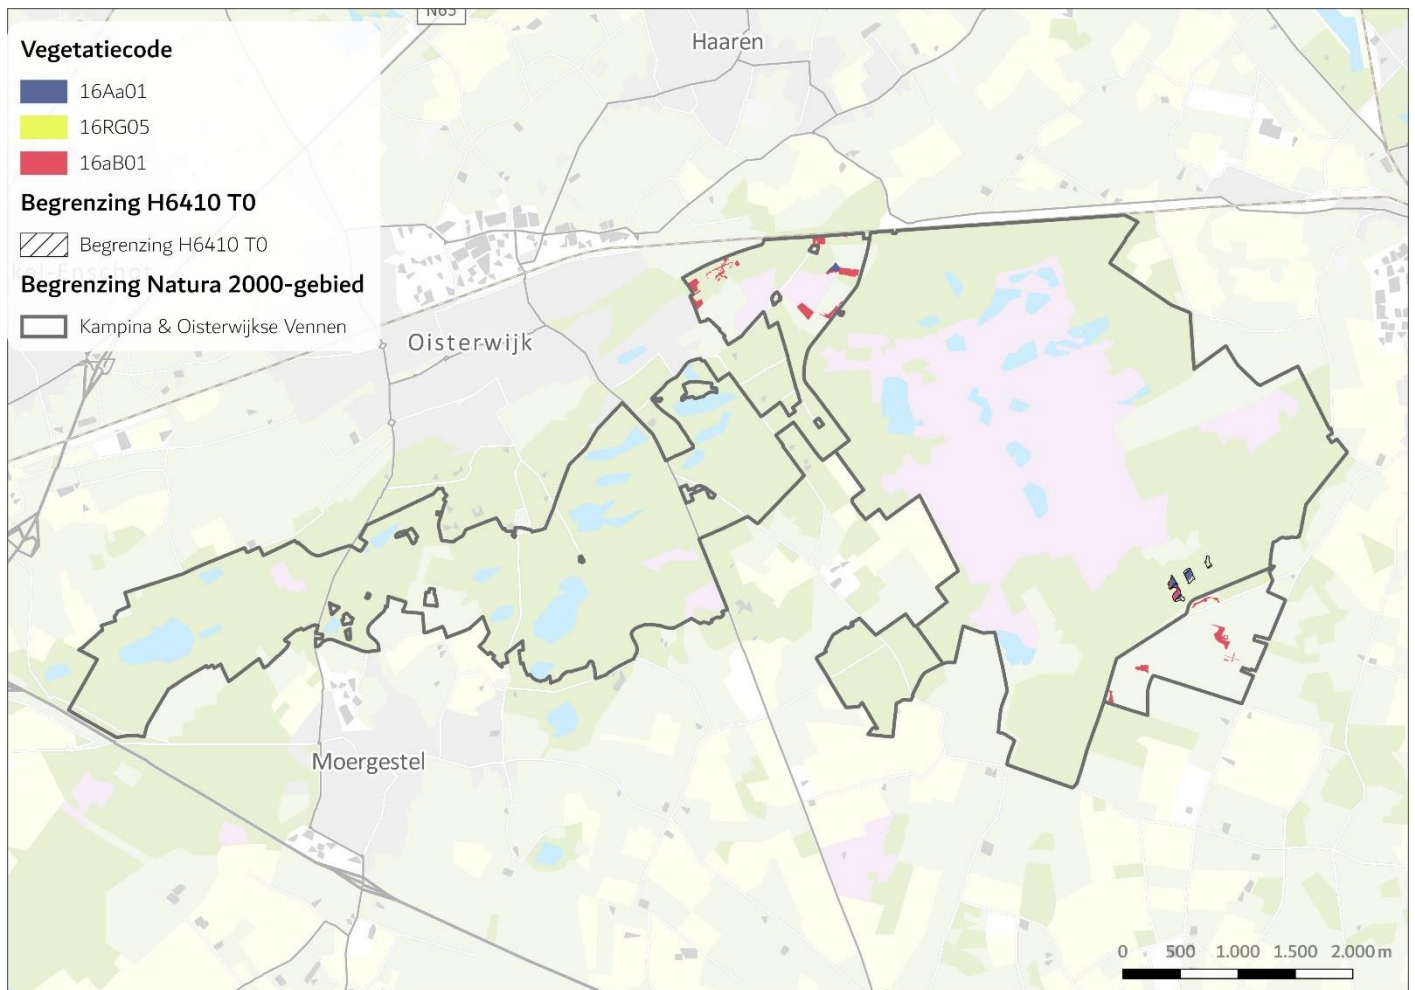 N65
Vegetatiecode
16Aa01
16RG05
16aB01
Begrenzing H6410 T0
Begrenzing H6410 T0
Begrenzing Natura 2000-gebied
Kampina & Oisterwijkse Vennen
Haaren
Oisterwijk
Moergestel
0 500 1.000 1.500 2.000 m